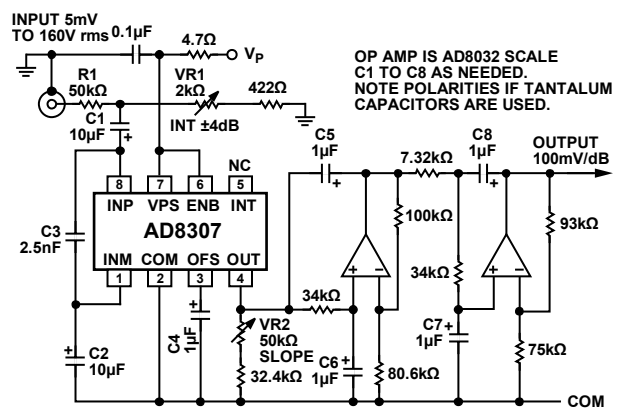 INPUT 5mV
TO 160V rms
0.1µF
4.7Ω
VP
R1
50kΩ
VR1
2kΩ
422Ω
INT ±4dB
C1
10µF
OP AMP IS AD8032 SCALE
C1 TO C8 AS NEEDED.
NOTE POLARITIES IF TANTALUM
CAPACITORS ARE USED.
NC
8
7
6
5
INP
VPS
ENB
INT
AD8307
INM
COM
OFS
OUT
1
2
3
4
C3
2.5nF
C2
10µF
C4
1µF
VR2
50kΩ
SLOPE
32.4kΩ
34kΩ
C5
1µF
C6
1µF
100kΩ
80.6kΩ
7.32kΩ
34kΩ
C8
1µF
C7
1µF
OUTPUT
100mV/dB
93kΩ
75kΩ
COM
+
+
+
+
+
+
+
+ −
+ −